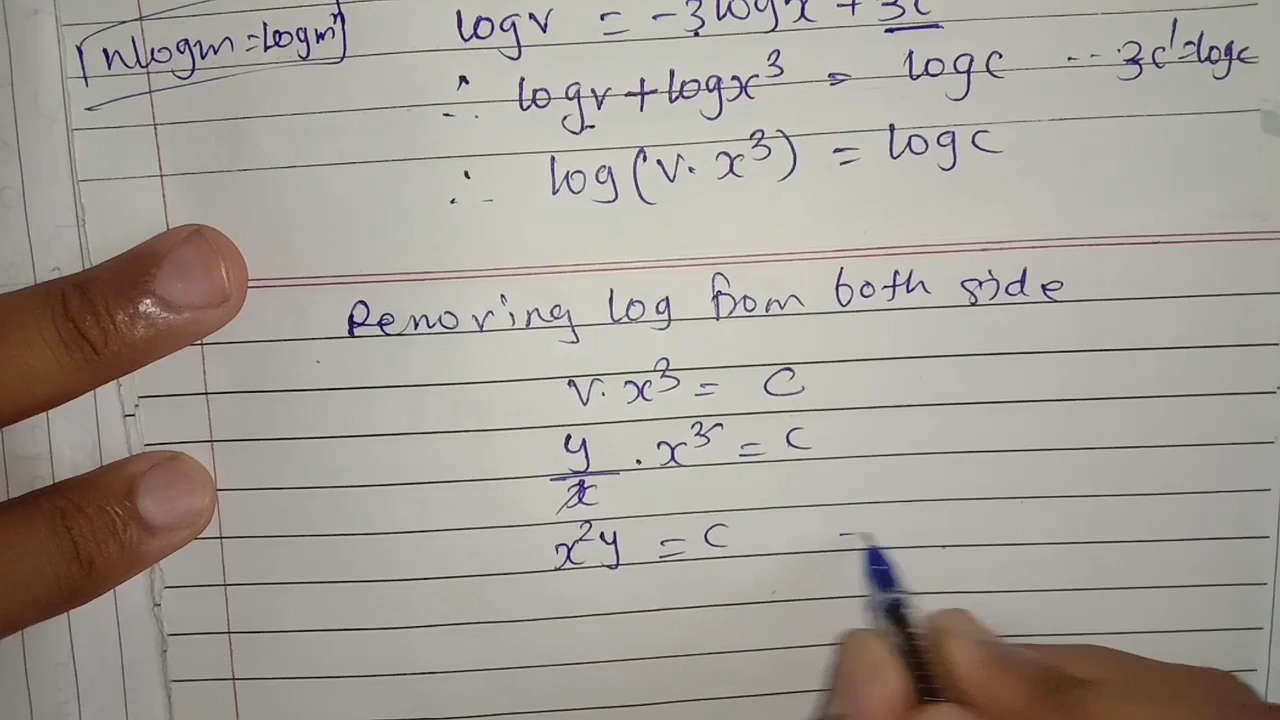 [nlogm=logmⁿ]
logv = -3logx + 3c'
∴ logv + logx³ = logc -- 3c'=logc
∴ log(v.x³) = logc
Removing log from both side
v.x³ = c
y/x . x³ = c
x²y = c -